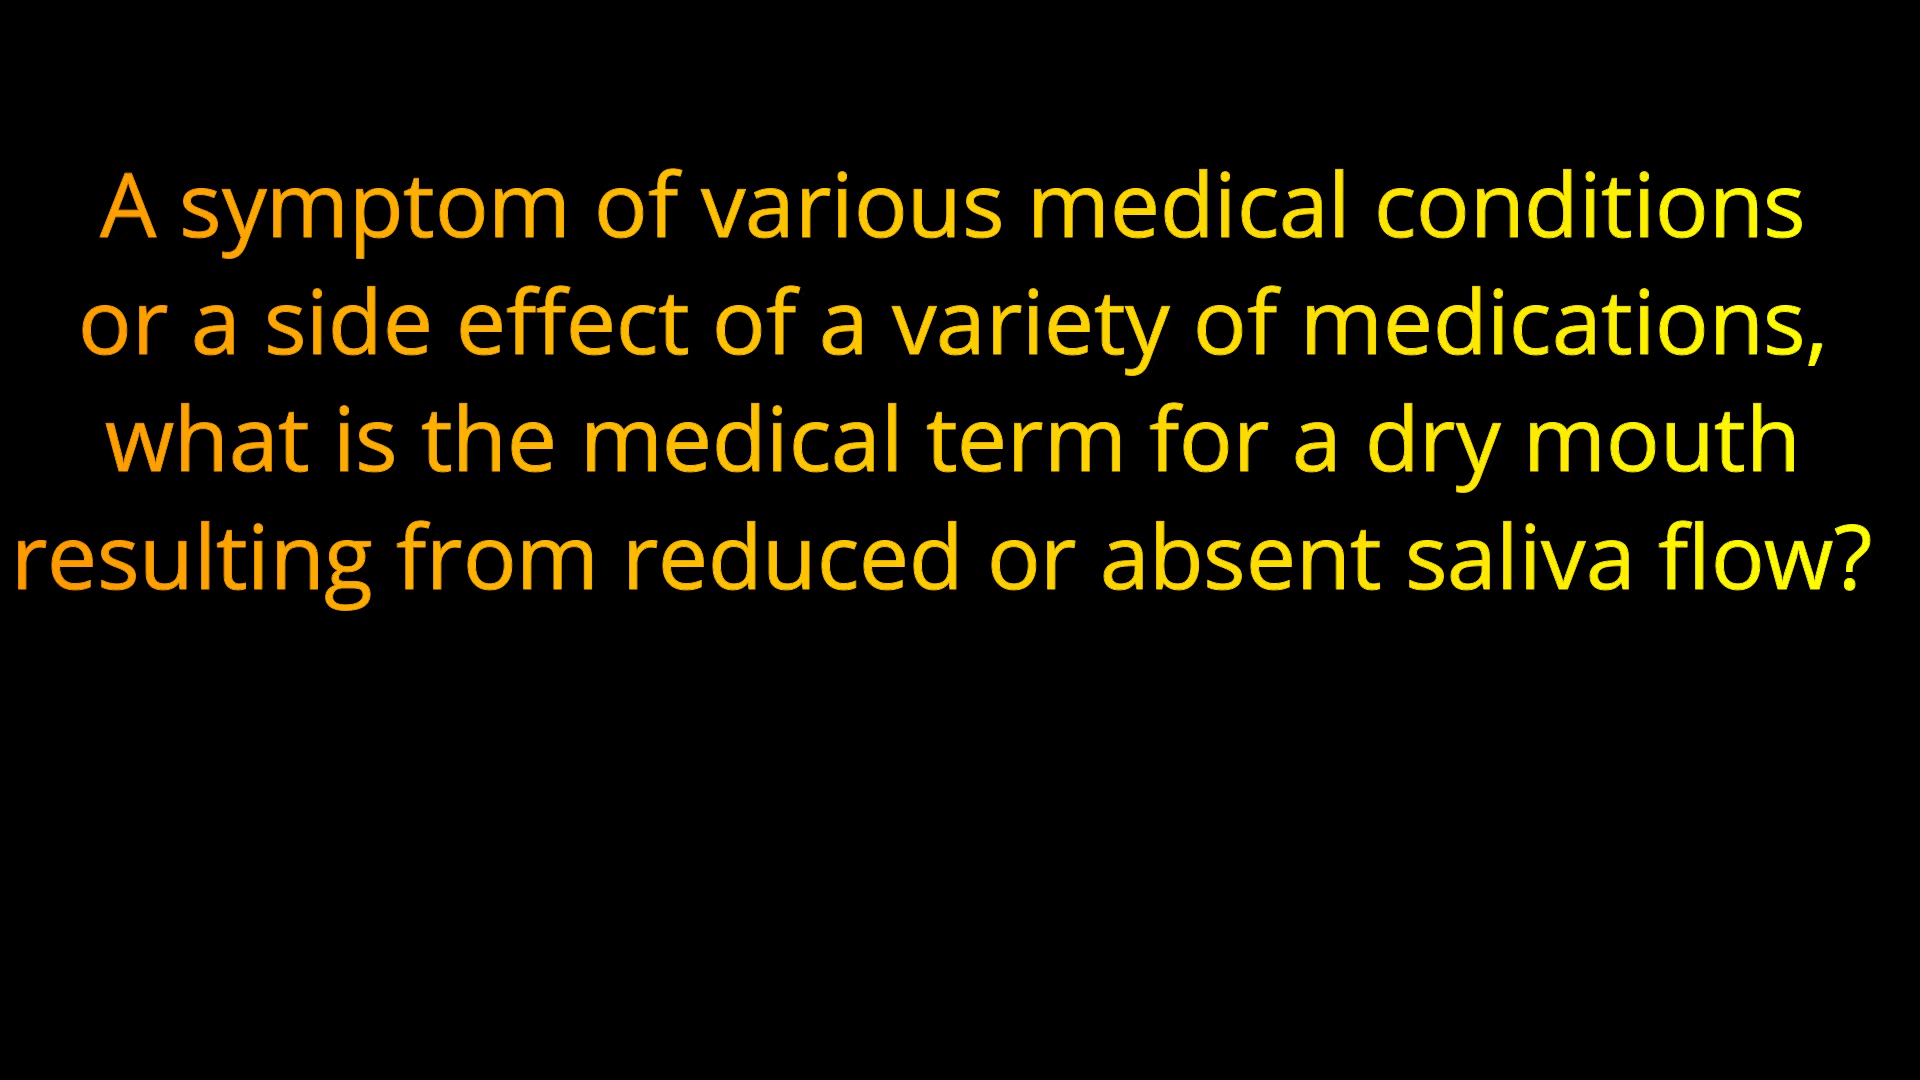 A symptom of various medical conditions
or a side effect of a variety of medications,
what is the medical term for a dry mouth
resulting from reduced or absent saliva flow?